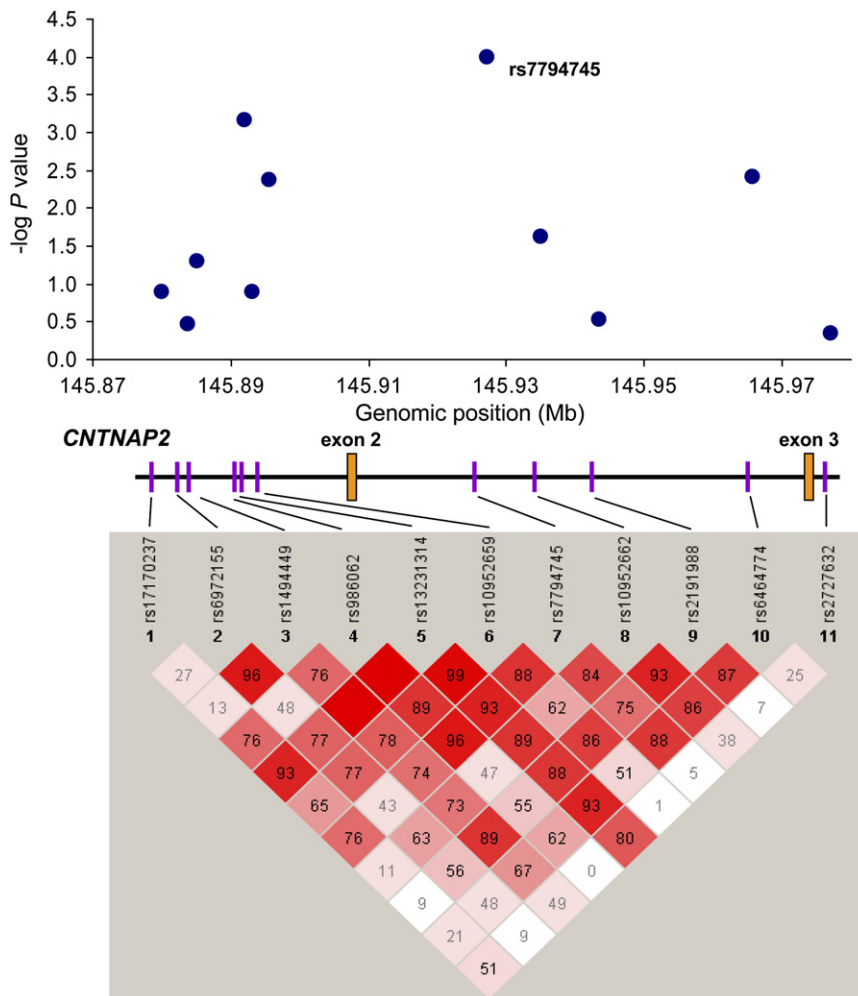 4.5
4.0
3.5
3.0
2.5
2.0
1.5
1.0
0.5
0.0
-log P value
rs7794745
145.87 145.89 145.91 145.93 145.95 145.97
Genomic position (Mb)
CNTNAP2
exon 2 exon 3
rs17170237 rs6972155 rs1494449 rs986062 rs13231314 rs10952659 rs7794745 rs10952662 rs2191988 rs6464774 rs2727632
1 2 3 4 5 6 7 8 9 10 11
27 96 76 99 88 84 93 87 25
13 48 89 93 62 75 86 7
76 77 78 96 89 86 88 38
93 77 74 47 88 51 5
65 43 73 55 93 1
76 63 89 62 80
11 56 67 0
9 48 49
21 9
51